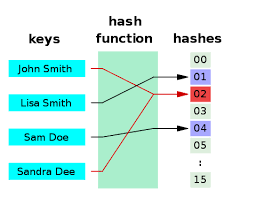 keys
hash
function
hashes
John Smith
Lisa Smith
Sam Doe
Sandra Dee
00
01
02
03
04
05
:
15